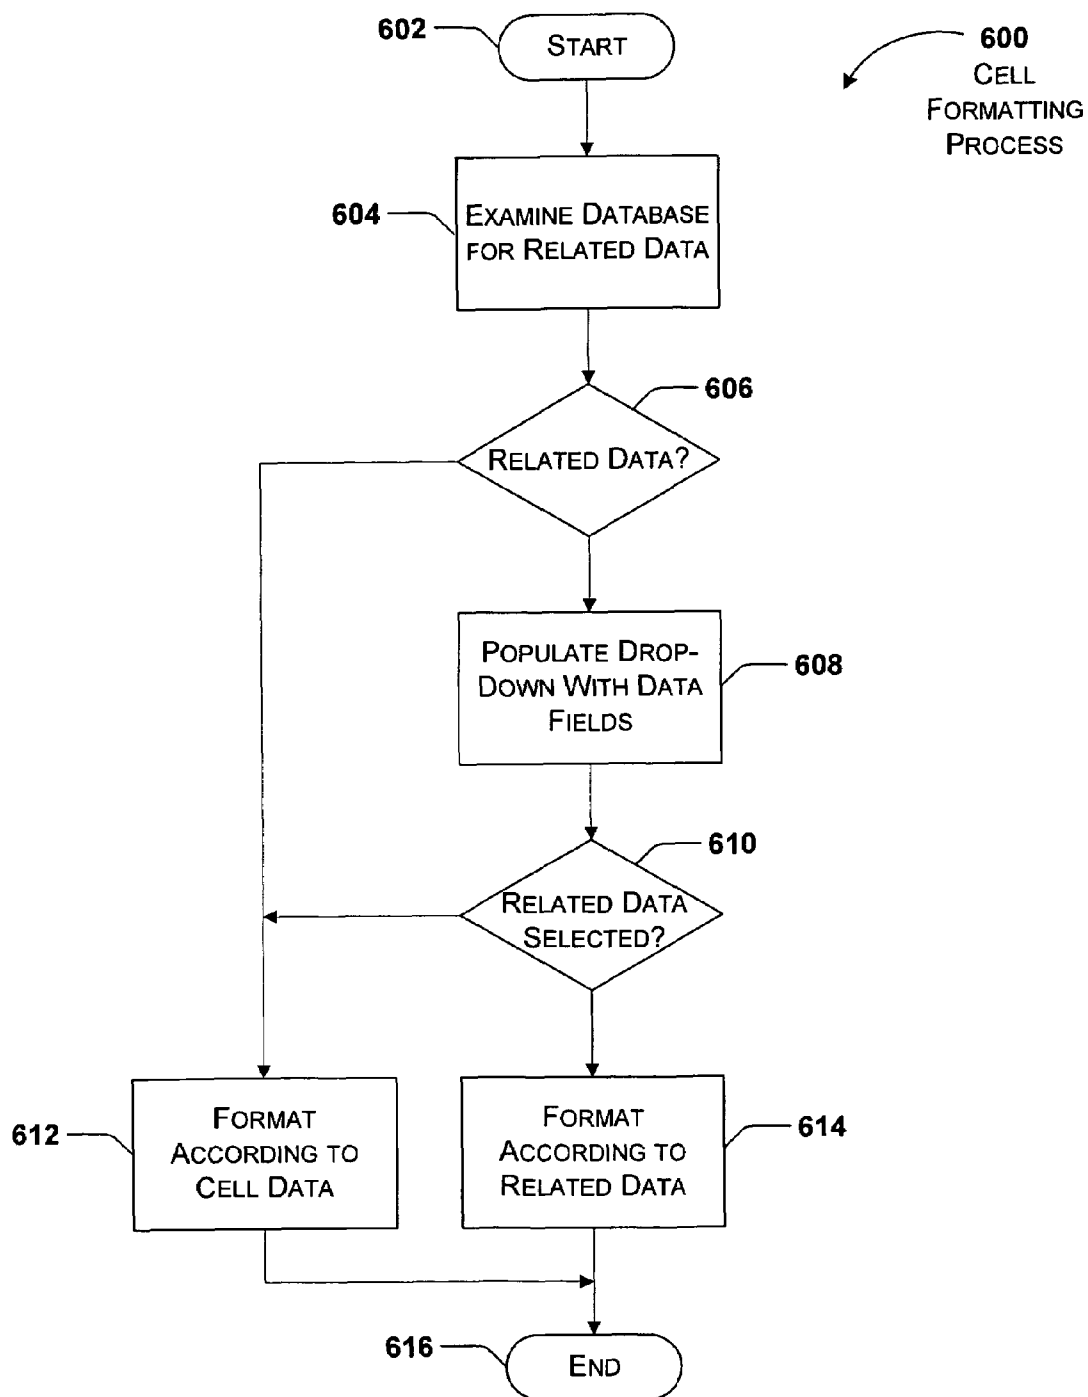 602
START
600
CELL
FORMATTING
PROCESS
604
EXAMINE DATABASE
FOR RELATED DATA
606
RELATED DATA?
POPULATE DROP-
DOWN WITH DATA
FIELDS
608
610
RELATED DATA
SELECTED?
612
FORMAT
ACCORDING TO
CELL DATA
FORMAT
ACCORDING TO
RELATED DATA
614
616
END